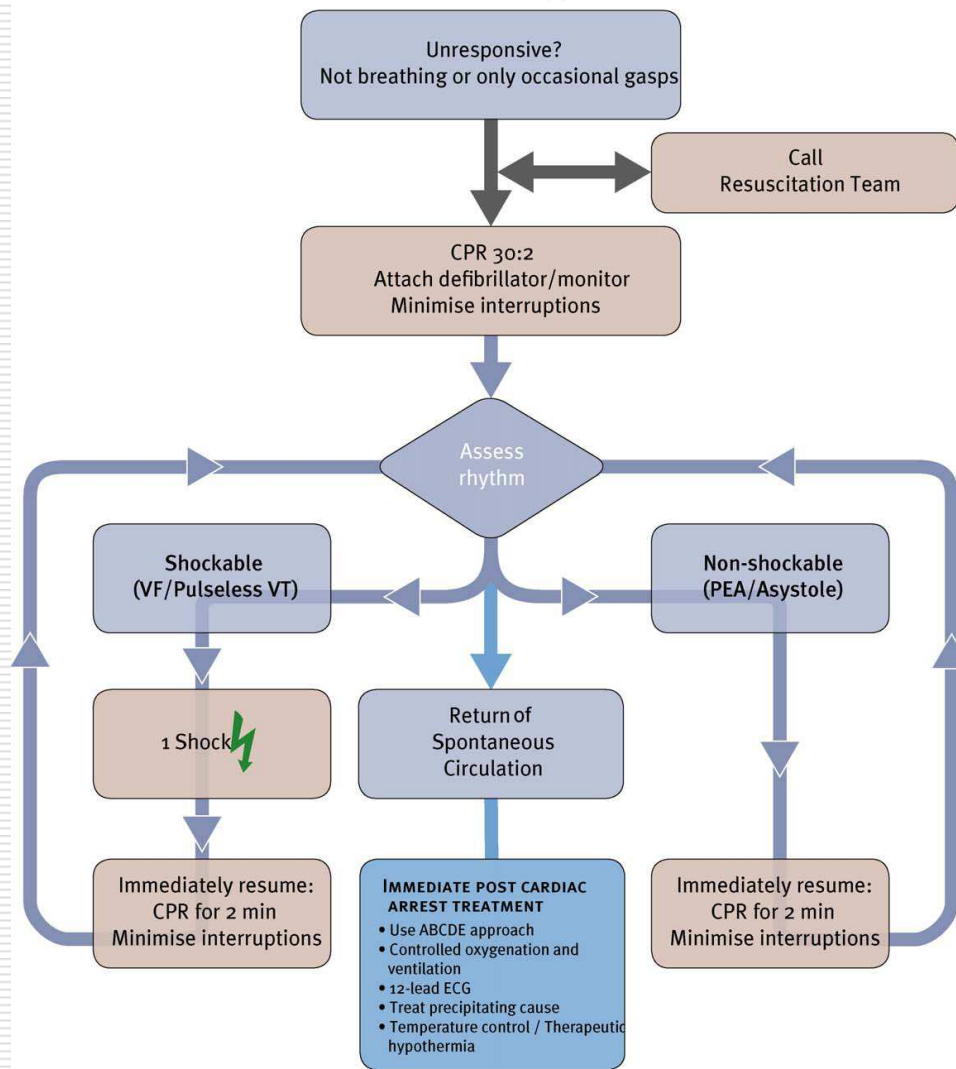 Unresponsive?
Not breathing or only occasional gasps
Call
Resuscitation Team
CPR 30:2
Attach defibrillator/monitor
Minimise interruptions
Assess
rhythm
Shockable
(VF/Pulseless VT)
Non-shockable
(PEA/Asystole)
1 Shock
Return of
Spontaneous
Circulation
Immediately resume:
CPR for 2 min
Minimise interruptions
IMMEDIATE POST CARDIAC
ARREST TREATMENT
• Use ABCDE approach
• Controlled oxygenation and
ventilation
• 12-lead ECG
• Treat precipitating cause
• Temperature control / Therapeutic
hypothermia
Immediately resume:
CPR for 2 min
Minimise interruptions